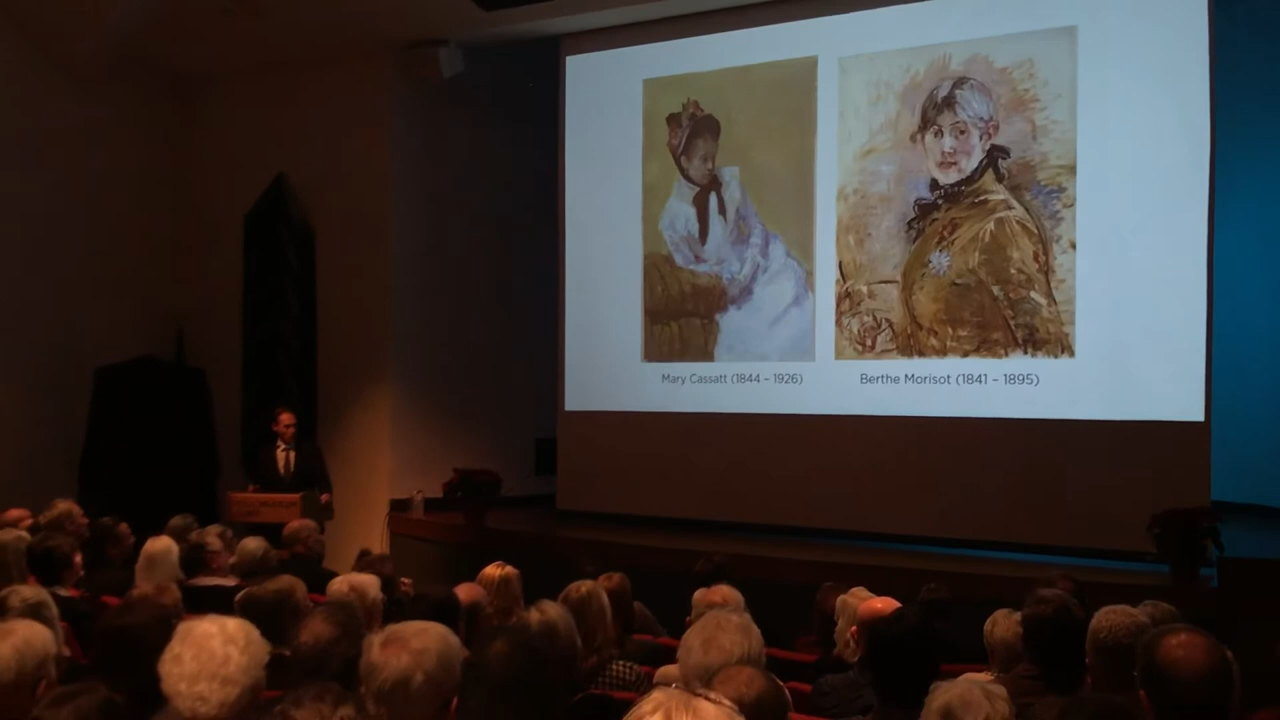 Mary Cassatt (1844 – 1926)
Berthe Morisot (1841 – 1895)